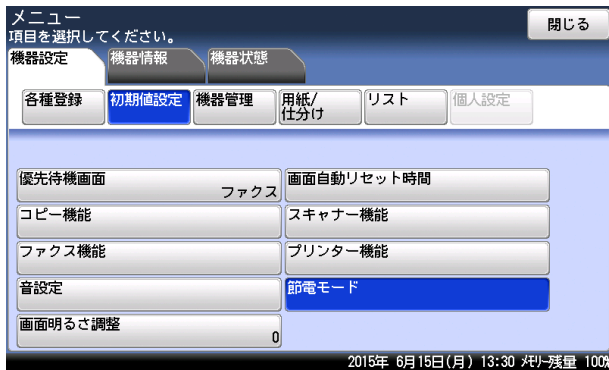 メニュー
閉じる
項目を選択してください。
機器設定
機器情報
機器状態
各種登録
初期値設定
機器管理
用紙/
仕分け
リスト
個人設定
優先待機画面
ファクス
画面自動リセット時間
コピー機能
スキャナー機能
ファクス機能
プリンター機能
音設定
節電モード
画面明るさ調整
0
2015年 6月15日(月) 13:30 メモリー残量 100%